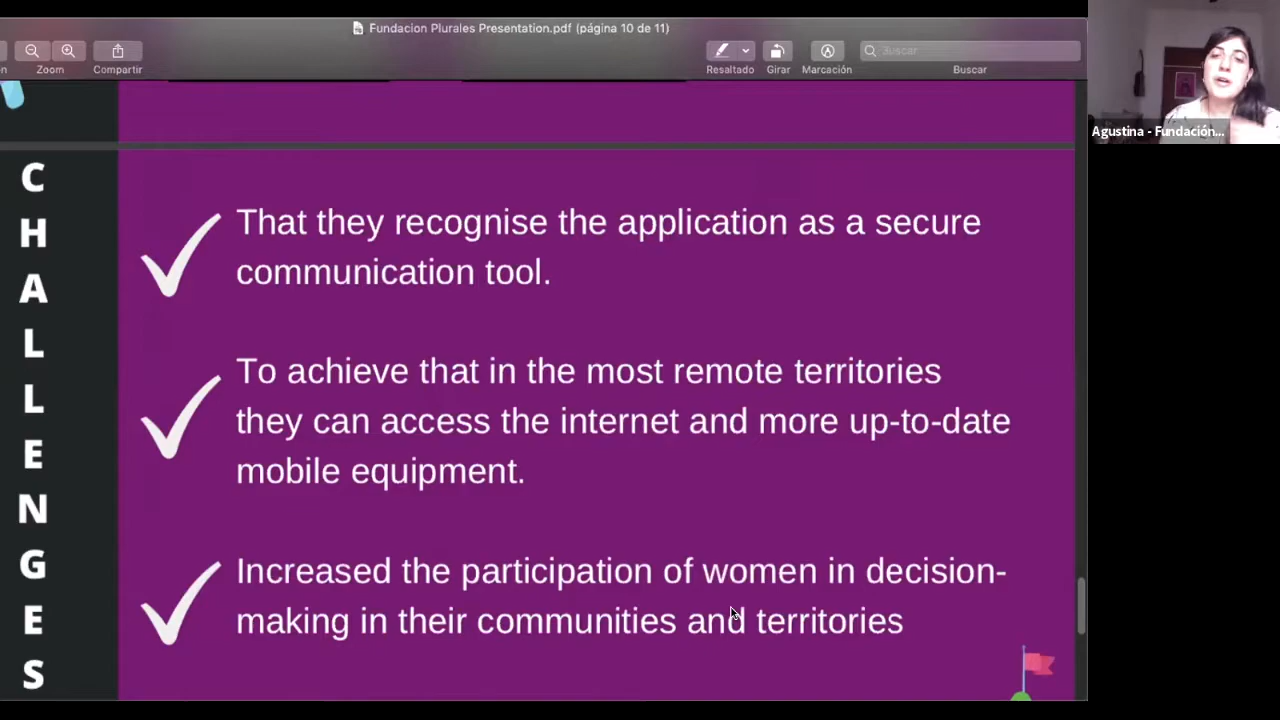 Fundacion Plurales Presentation.pdf (página 10 de 11)
n Zoom Compartir Resaltado Girar Marcación Buscar
Buscar
Agustina - Fundación...
CHALLENGES
That they recognise the application as a secure
communication tool.
To achieve that in the most remote territories
they can access the internet and more up-to-date
mobile equipment.
Increased the participation of women in decision-
making in their communities and territories